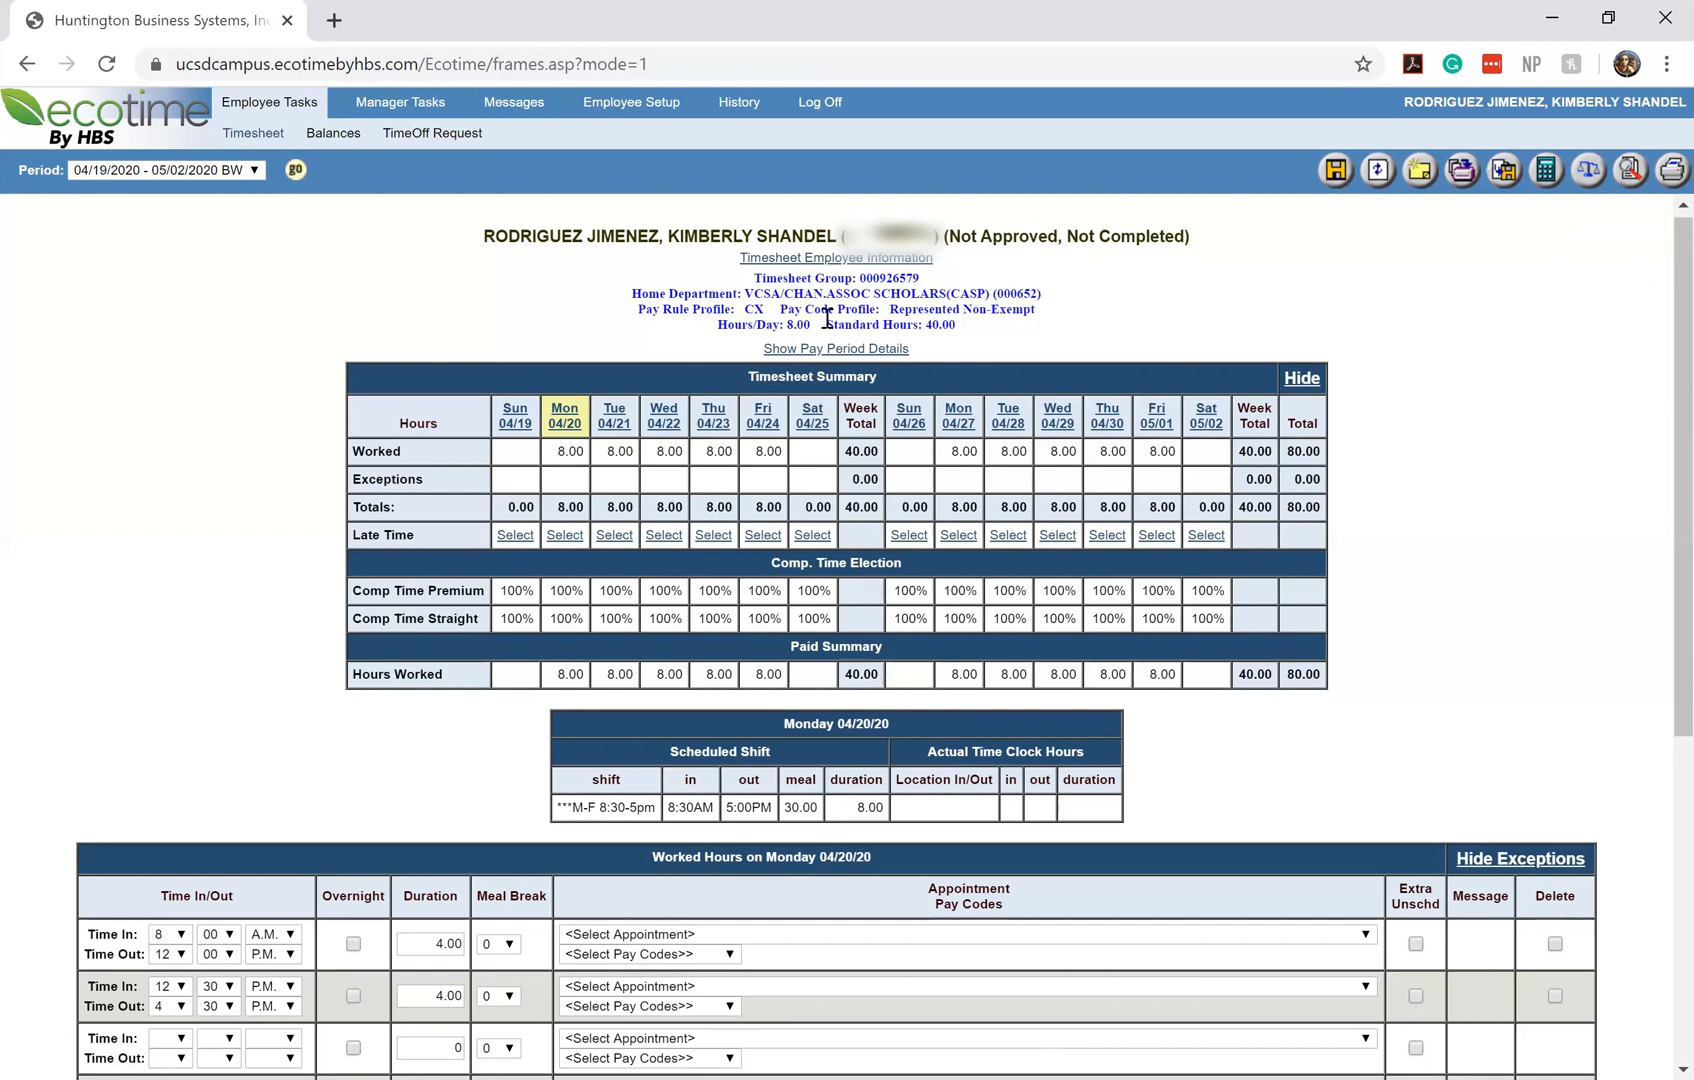 Huntington Business Systems, In
ucsdcampus.ecotimebyhbs.com/Ecotime/frames.asp?mode=1
NP
ecotime
By HBS
Employee Tasks Manager Tasks Messages Employee Setup History Log Off RODRIGUEZ JIMENEZ, KIMBERLY SHANDEL
Timesheet Balances TimeOff Request
Period: 04/19/2020 - 05/02/2020 BW go
RODRIGUEZ JIMENEZ, KIMBERLY SHANDEL ( ) (Not Approved, Not Completed)
Timesheet Employee Information
Timesheet Group: 000926579
Home Department: VCSA/CHAN.ASSOC SCHOLARS(CASP) (000652)
Pay Rule Profile: CX Pay Code Profile: Represented Non-Exempt
Hours/Day: 8.00 Standard Hours: 40.00
Show Pay Period Details
Timesheet Summary Hide
Hours Sun 04/19 Mon 04/20 Tue 04/21 Wed 04/22 Thu 04/23 Fri 04/24 Sat 04/25 Week Total Sun 04/26 Mon 04/27 Tue 04/28 Wed 04/29 Thu 04/30 Fri 05/01 Sat 05/02 Week Total Total
Worked 8.00 8.00 8.00 8.00 8.00 40.00 8.00 8.00 8.00 8.00 8.00 40.00 80.00
Exceptions 0.00 0.00 0.00
Totals: 0.00 8.00 8.00 8.00 8.00 8.00 0.00 40.00 0.00 8.00 8.00 8.00 8.00 8.00 0.00 40.00 80.00
Late Time Select Select Select Select Select Select Select Select Select Select Select Select Select Select
Comp. Time Election
Comp Time Premium 100% 100% 100% 100% 100% 100% 100% 100% 100% 100% 100% 100% 100% 100%
Comp Time Straight 100% 100% 100% 100% 100% 100% 100% 100% 100% 100% 100% 100% 100% 100%
Paid Summary
Hours Worked 8.00 8.00 8.00 8.00 8.00 40.00 8.00 8.00 8.00 8.00 8.00 40.00 80.00
Monday 04/20/20
Scheduled Shift Actual Time Clock Hours
shift in out meal duration Location In/Out in out duration
***M-F 8:30-5pm 8:30AM 5:00PM 30.00 8.00
Worked Hours on Monday 04/20/20 Hide Exceptions
Time In/Out Overnight Duration Meal Break Appointment Pay Codes Extra Unschd Message Delete
Time In: 8 00 A.M. 4.00 0 <Select Appointment>
Time Out: 12 00 P.M. <Select Pay Codes>>
Time In: 12 30 P.M. 4.00 0 <Select Appointment>
Time Out: 4 30 P.M. <Select Pay Codes>>
Time In: 0 0 <Select Appointment>
Time Out: <Select Pay Codes>>